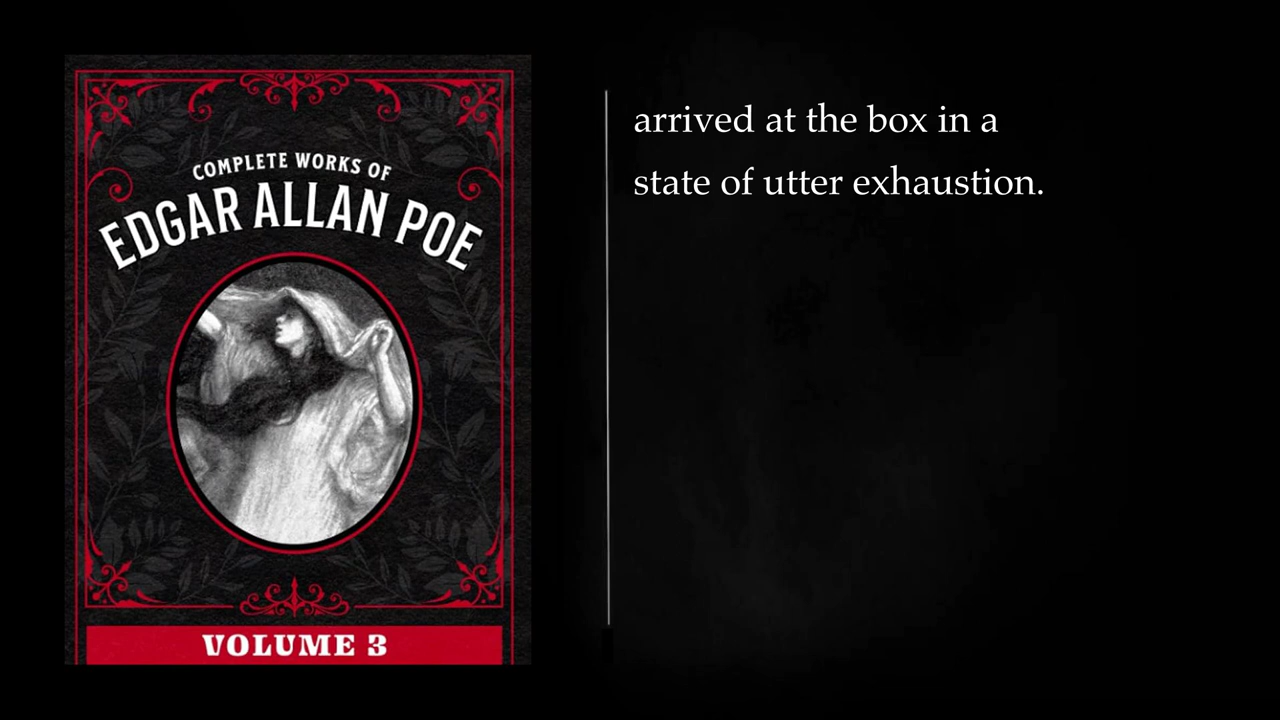 COMPLETE WORKS OF
EDGAR ALLAN POE
VOLUME 3
arrived at the box in a
state of utter exhaustion.